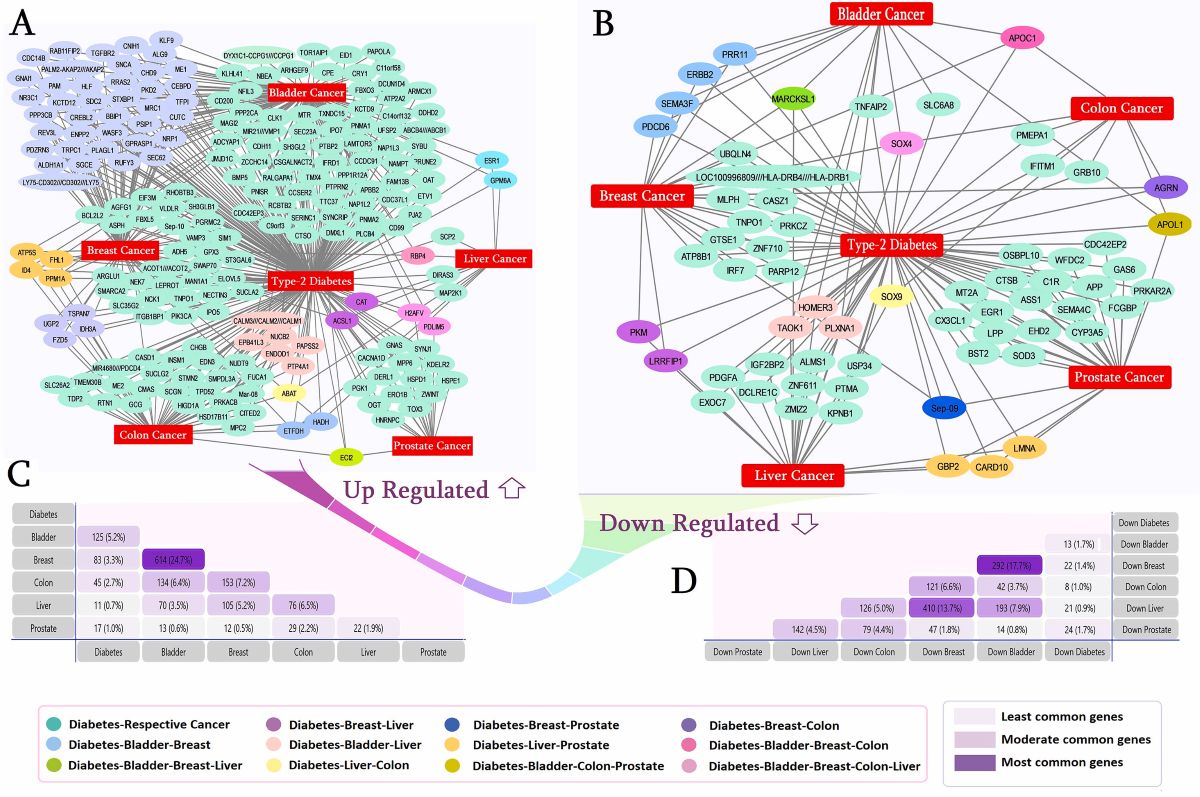 A
KLF9
CNIH1
RAB11FIP2
TGFBR2
ALG9
CDC14B
SNCA
ME1
PALM2-AKAP2///AKAP2
CHD9
GNAI1
RRAS2
CEBPD
PAM
HLF
PKD2
NR3C1
STXBP1
TFPI
KCTD12
SDC2
MRC1
PPP3CB
CREBL2
BBIP1
CUTC
PSIP1
REV3L
ENPP2
WASF3
NRP1
GPRASP1
PDZRN3
TRPC1
PLAGL1
SEC62
ALDH1A1
SGCE
RUFY3
LY75-CD302///CD302///LY75
DYX1C1-CCPG1///CCPG1
TOR1AIP1
EID1
PAPOLA
KLHL41
NBEA
ARHGEF9
CPE
CRY1
C11orf58
NFIL3
FBXO3
DCUN1D4
Bladder Cancer
CD200
ATP2A2
ARMCX1
PPP2CA
MTR
TXNDC15
KCTD9
DDHD2
MAGI2
CLK1
C14orf132
MIR21///VMP1
SEC23A
IPO7
PNMA1
UFSP2
ABCB4///ABCB1
ADCYAP1
CDH11
SH3GL2
PTBP2
LAMTOR3
NAP1L3
SYBU
JMJD1C
ZCCHC14
CSGALNACT2
IFRD1
CCDC91
NAMPT
PRUNE2
BMP5
RALGAPA1
TMX4
PPP1R12A
FAM13B
OAT
PNISR
CCSER2
PTPRN2
APBB2
CDC37L1
ETV1
RCBTB2
TTC37
NAP1L2
PJA2
CDC42EP3
SERINC1
SYNCRIP
PNMA2
C9orf3
CTSO
DMXL1
PLCB4
CD99
ESR1
GPM6A
RHOBTB3
EIF3M
AGFG1
VLDLR
SH3GLB1
BCL2L2
FBXL5
PGRMC2
ASPH
Sep-10
VAMP3
SIM1
Breast Cancer
ADH5
GPX3
ATP5S
FHL1
ID4
PPM1A
ST3GAL6
ACOT1///ACOT2
SWAP70
ARGLU1
NEK7
LEPROT
MAN1A1
ELOVL5
SMARCA2
NCK1
TNPO1
NECTIN3
SUCLA2
SLC35G2
ITGB1BP1
PIK3CA
IPO5
SCP2
RBP4
Liver Cancer
Type-2 Diabetes
DIRAS3
MAP2K1
CAT
ACSL1
H2AFV
PDLIM5
TSPAN7
UGP2
IDH3A
FZD5
CALM3///CALM2///CALM1
NUCB2
EPB41L3
PAPSS2
ENDOD1
PTP4A1
GNAS
SYNJ1
CACNA1D
MPP6
KDELR2
DERL1
HSPD1
HSPE1
PGK1
ERO1B
ZWINT
OGT
TOX3
HNRNPC
Prostate Cancer
CHGB
CASD1
INSM1
EDN3
NUDT9
MIR4680///PDCD4
SUCLG2
STMN2
SMPDL3A
FUCA1
SLC26A2
TMEM30B
ME2
CMAS
SCGN
TPD52
PRKACB
Mar-08
TDP2
RTN1
GCG
HIGD1A
CITED2
HSD17B11
MPC2
Colon Cancer
ABAT
HADH
ETFDH
ECI2
B
Bladder Cancer
APOC1
PRR11
ERBB2
SEMA3F
PDCD6
MARCKSL1
TNFAIP2
SLC6A8
Colon Cancer
SOX4
PMEPA1
IFITM1
GRB10
UBQLN4
LOC100996809///HLA-DRB4///HLA-DRB1
AGRN
Breast Cancer
MLPH
CASZ1
APOL1
TNPO1
PRKCZ
GTSE1
ZNF710
ATP8B1
IRF7
PARP12
Type-2 Diabetes
CDC42EP2
OSBPL10
WFDC2
GAS6
CTSB
C1R
APP
PRKAR2A
MT2A
ASS1
FCGBP
EGR1
SEMA4C
CX3CL1
LPP
EHD2
CYP3A5
BST2
SOD3
SOX9
HOMER3
TAOK1
PLXNA1
PKM
LRRFIP1
Prostate Cancer
IGF2BP2
ALMS1
USP34
PDGFA
DCLRE1C
ZNF611
PTMA
EXOC7
ZMIZ2
KPNB1
Sep-09
LMNA
GBP2
CARD10
Liver Cancer
Up Regulated
Down Regulated
C
Diabetes
Bladder 125 (5.2%)
Breast 83 (3.3%) 614 (24.7%)
Colon 45 (2.7%) 134 (6.4%) 153 (7.2%)
Liver 11 (0.7%) 70 (3.5%) 105 (5.2%) 76 (6.5%)
Prostate 17 (1.0%) 13 (0.6%) 12 (0.5%) 29 (2.2%) 22 (1.9%)
Diabetes Bladder Breast Colon Liver Prostate
D
Down Diabetes
13 (1.7%) Down Bladder
292 (17.7%) 22 (1.4%) Down Breast
121 (6.6%) 42 (3.7%) 8 (1.0%) Down Colon
126 (5.0%) 410 (13.7%) 193 (7.9%) 21 (0.9%) Down Liver
142 (4.5%) 79 (4.4%) 47 (1.8%) 14 (0.8%) 24 (1.7%) Down Prostate
Down Prostate Down Liver Down Colon Down Breast Down Bladder Down Diabetes
Diabetes-Respective Cancer
Diabetes-Bladder-Breast
Diabetes-Bladder-Breast-Liver
Diabetes-Breast-Liver
Diabetes-Bladder-Liver
Diabetes-Liver-Colon
Diabetes-Breast-Prostate
Diabetes-Liver-Prostate
Diabetes-Bladder-Colon-Prostate
Diabetes-Breast-Colon
Diabetes-Bladder-Breast-Colon
Diabetes-Bladder-Breast-Colon-Liver
Least common genes
Moderate common genes
Most common genes